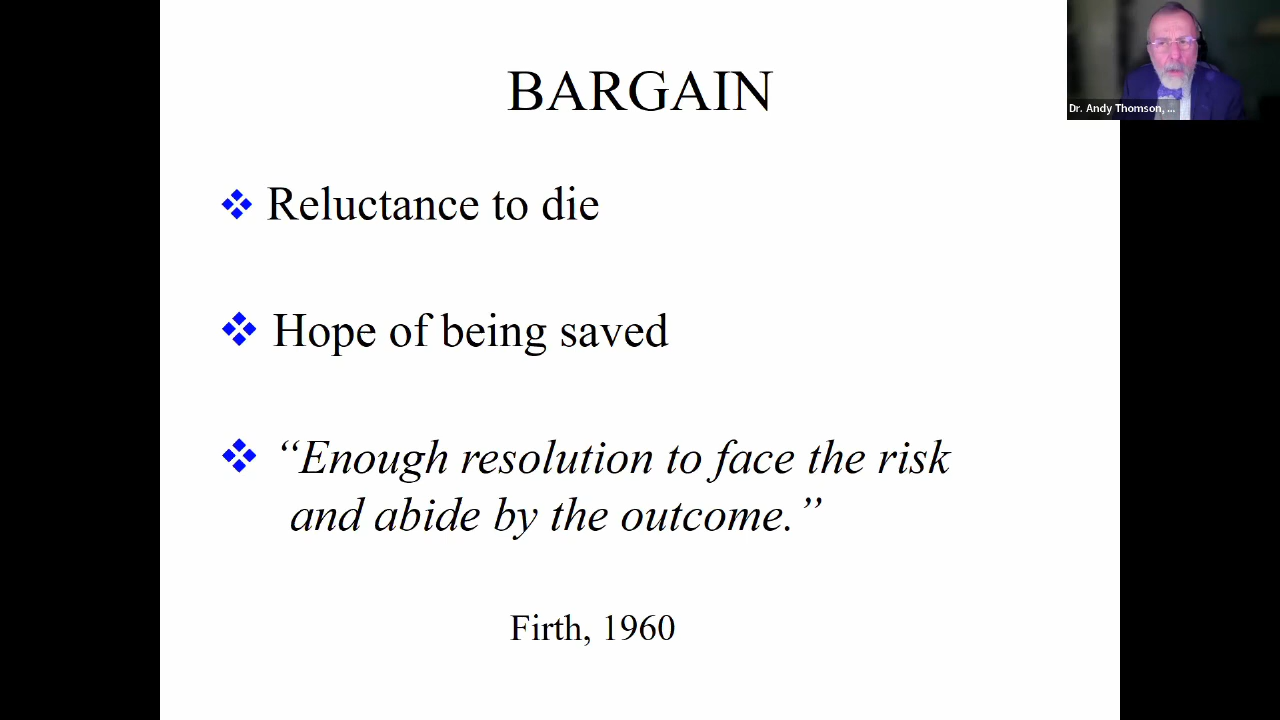 BARGAIN
Dr. Andy Thomson, ...
❖ Reluctance to die
❖ Hope of being saved
❖ “Enough resolution to face the risk
and abide by the outcome.”
Firth, 1960